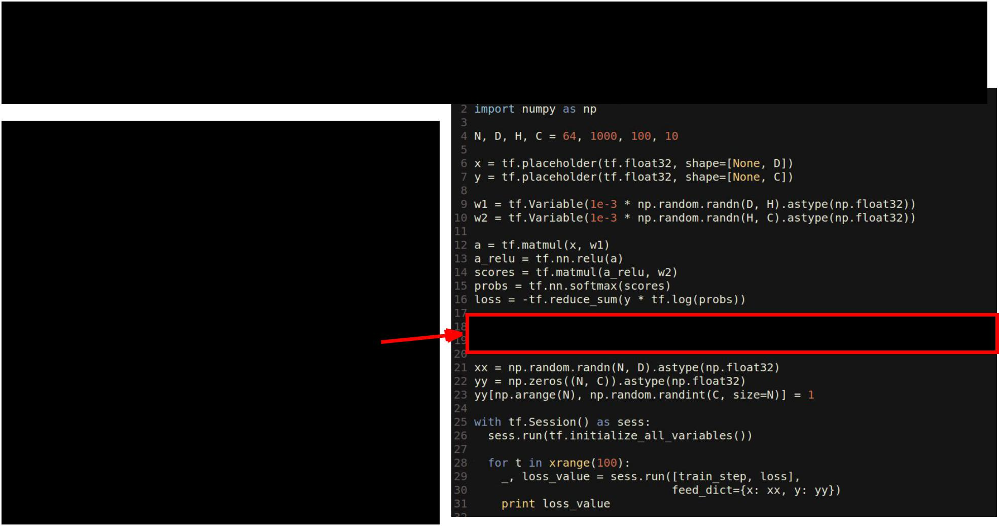 2 import numpy as np
3
4 N, D, H, C = 64, 1000, 100, 10
5
6 x = tf.placeholder(tf.float32, shape=[None, D])
7 y = tf.placeholder(tf.float32, shape=[None, C])
8
9 w1 = tf.Variable(1e-3 * np.random.randn(D, H).astype(np.float32))
10 w2 = tf.Variable(1e-3 * np.random.randn(H, C).astype(np.float32))
11
12 a = tf.matmul(x, w1)
13 a_relu = tf.nn.relu(a)
14 scores = tf.matmul(a_relu, w2)
15 probs = tf.nn.softmax(scores)
16 loss = -tf.reduce_sum(y * tf.log(probs))
17
18
19
20
21 xx = np.random.randn(N, D).astype(np.float32)
22 yy = np.zeros((N, C)).astype(np.float32)
23 yy[np.arange(N), np.random.randint(C, size=N)] = 1
24
25 with tf.Session() as sess:
26   sess.run(tf.initialize_all_variables())
27
28   for t in xrange(100):
29     _, loss_value = sess.run([train_step, loss],
30                              feed_dict={x: xx, y: yy})
31     print loss_value
32